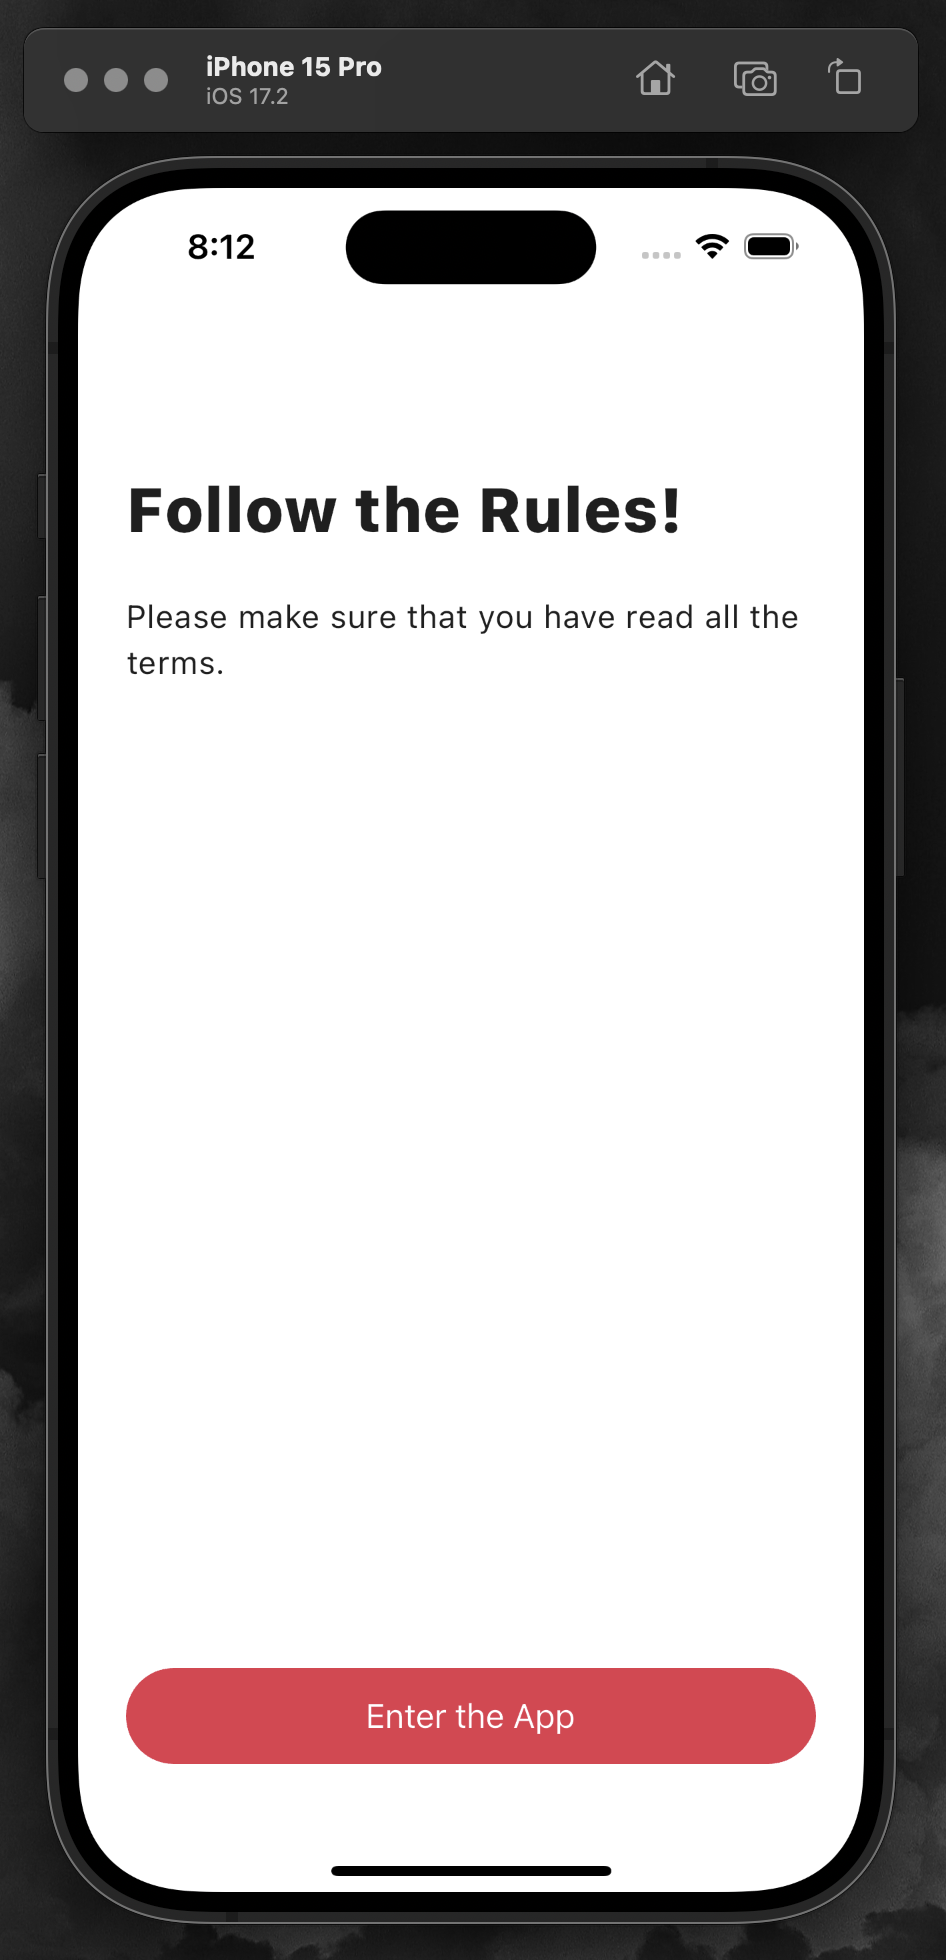 iPhone 15 Pro
iOS 17.2
8:12
Follow the Rules!
Please make sure that you have read all the
terms.
Enter the App